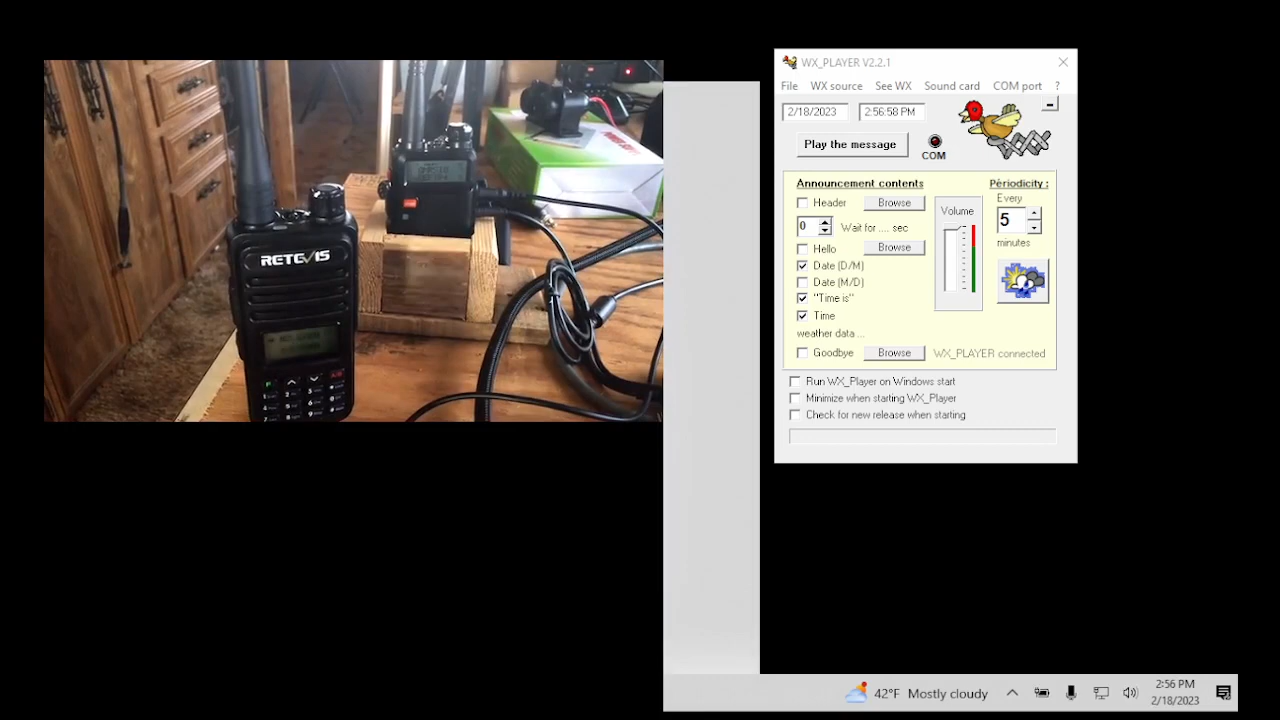 RETEVIS
WX_PLAYER V2.2.1
File WX source See WX Sound card COM port ?
2/18/2023 2:56:58 PM
Play the message
COM
Announcement contents
Périodicity :
Header Browse
Every
0 Wait for .... sec
Volume
5
Hello Browse
minutes
Date (D/M)
Date (M/D)
"Time is"
Time
weather data ...
Goodbye Browse WX_PLAYER connected
Run WX_Player on Windows start
Minimize when starting WX_Player
Check for new release when starting
42°F Mostly cloudy
2:56 PM
2/18/2023